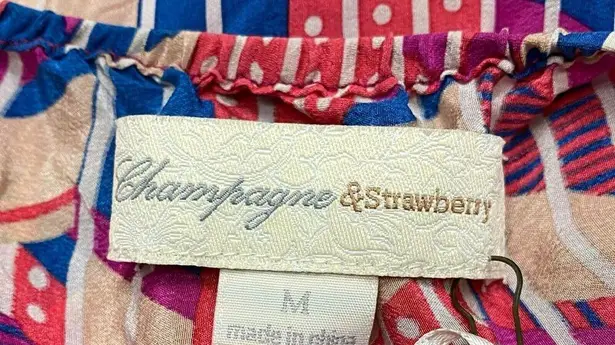 Champagne &Strawberry
M
made in china